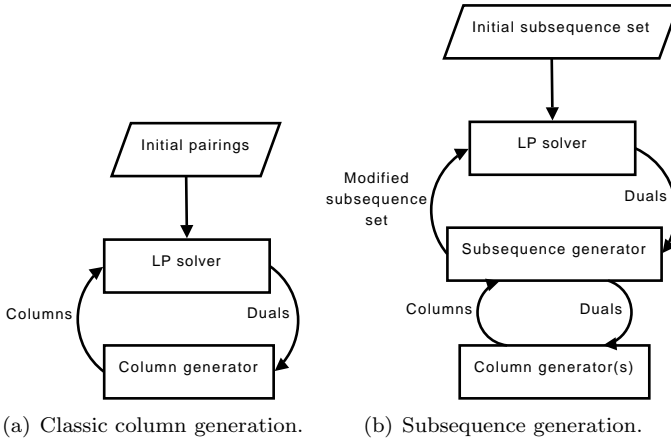 Initial pairings
LP solver
Columns
Duals
Column generator
(a) Classic column generation.
Initial subsequence set
LP solver
Modified
subsequence
set
Duals
Subsequence generator
Columns
Duals
Column generator(s)
(b) Subsequence generation.